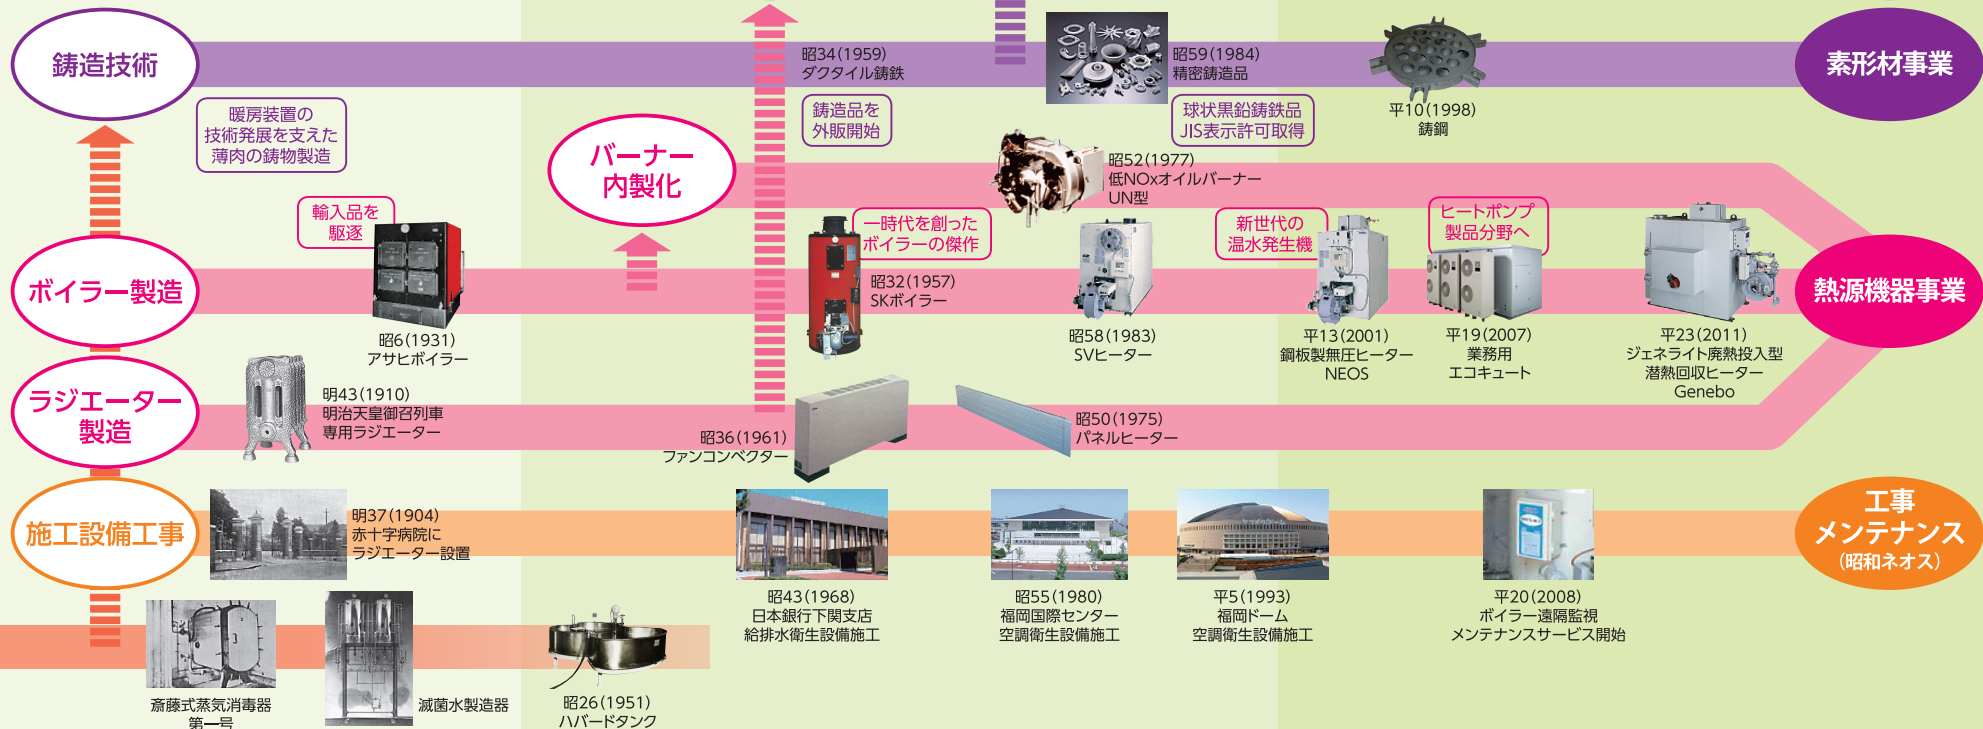 鋳造技術
暖房装置の
技術発展を支えた
薄肉の鋳物製造
昭34(1959)
ダクタイル鋳鉄
鋳造品を
外販開始
昭59(1984)
精密鋳造品
球状黒鉛鋳鉄品
JIS表示許可取得
平10(1998)
鋳鋼
素形材事業
バーナー
内製化
昭52(1977)
低NOxオイルバーナー
UN型
ボイラー製造
輸入品を
駆逐
昭6(1931)
アサヒボイラー
一時代を創った
ボイラーの傑作
昭32(1957)
SKボイラー
昭58(1983)
SVヒーター
新世代の
温水発生機
平13(2001)
鋼板製無圧ヒーター
NEOS
ヒートポンプ
製品分野へ
平19(2007)
業務用
エコキュート
平23(2011)
ジェネライト廃熱投入型
潜熱回収ヒーター
Genebo
熱源機器事業
ラジエーター
製造
明43(1910)
明治天皇御召列車
専用ラジエーター
昭36(1961)
ファンコンベクター
昭50(1975)
パネルヒーター
施工設備工事
明37(1904)
赤十字病院に
ラジエーター設置
昭43(1968)
日本銀行下関支店
給排水衛生設備施工
昭55(1980)
福岡国際センター
空調衛生設備施工
平5(1993)
福岡ドーム
空調衛生設備施工
平20(2008)
ボイラー遠隔監視
メンテナンスサービス開始
工事
メンテナンス
(昭和ネオス)
斎藤式蒸気消毒器
第一号
滅菌水製造器
昭26(1951)
ハバードタンク